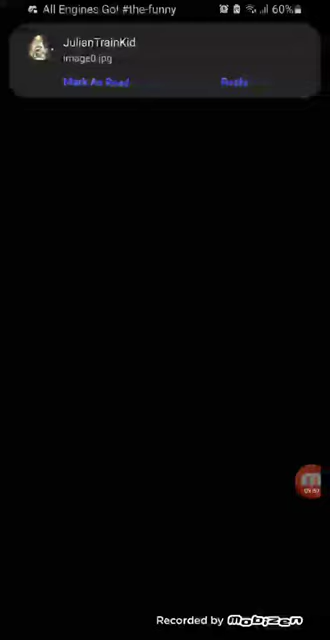 All Engines Go! #the-funny 60%
JulianTrainKid
image0.jpg
Mark As Read Reply
Recorded by Mobizen